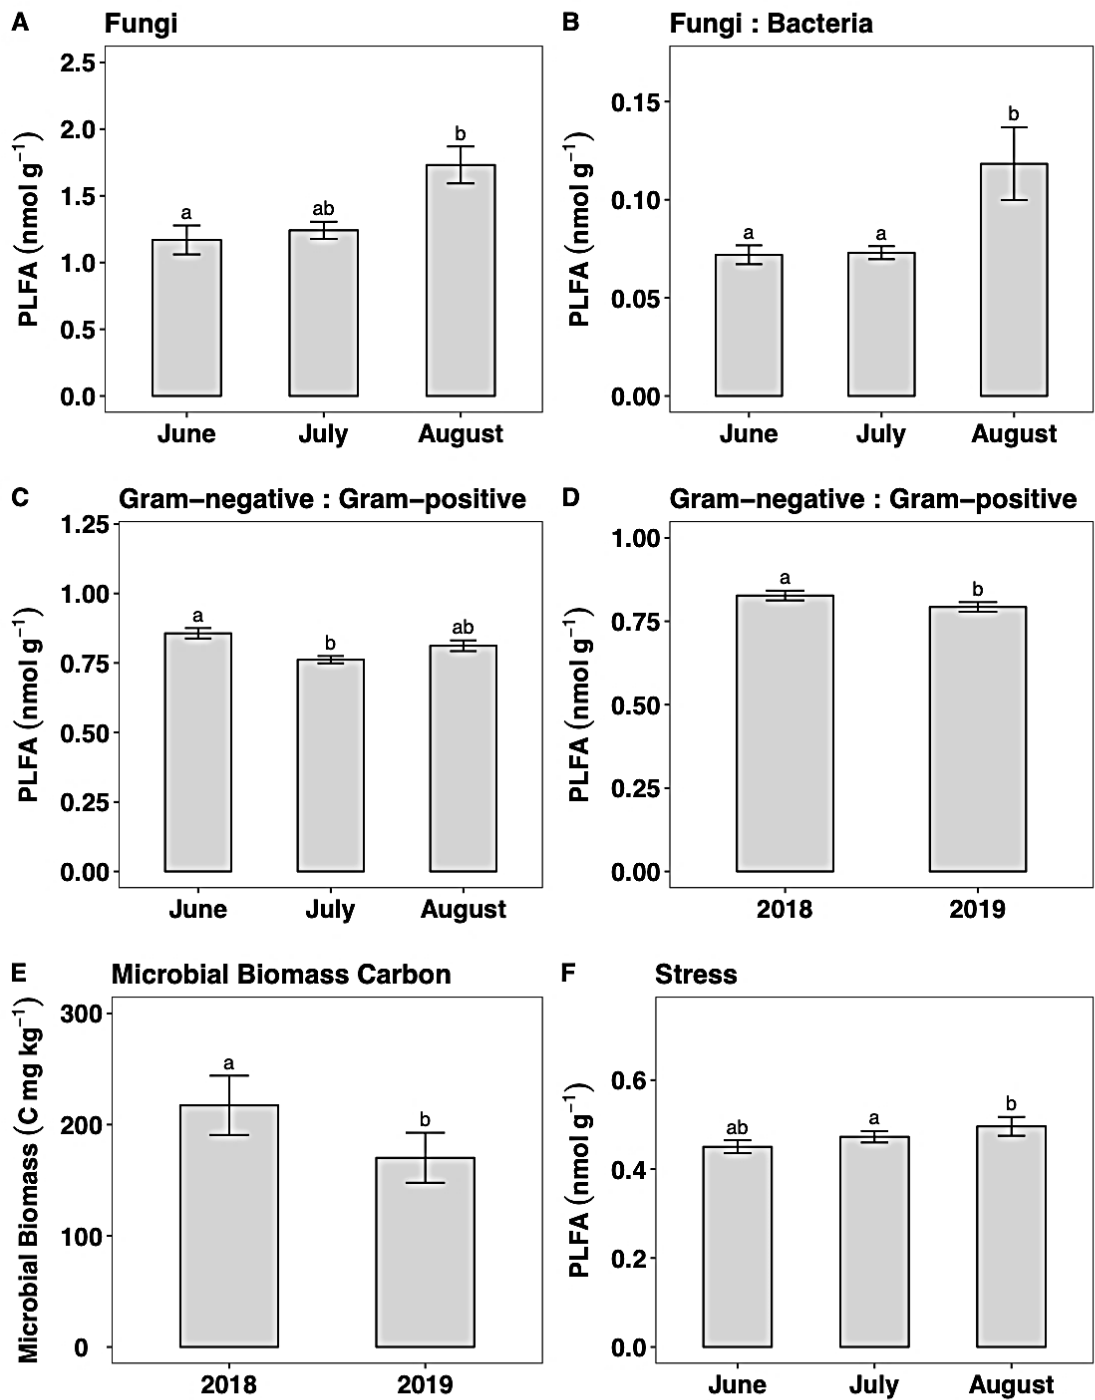 A Fungi
PLFA (nmol g⁻¹)
2.5
2.0
1.5
1.0
0.5
0.0
a
ab
b
June July August
B Fungi : Bacteria
PLFA (nmol g⁻¹)
0.15
0.10
0.05
0.00
a
a
b
June July August
C Gram−negative : Gram−positive
PLFA (nmol g⁻¹)
1.25
1.00
0.75
0.50
0.25
0.00
a
b
ab
June July August
D Gram−negative : Gram−positive
PLFA (nmol g⁻¹)
1.00
0.75
0.50
0.25
0.00
a
b
2018 2019
E Microbial Biomass Carbon
Microbial Biomass (C mg kg⁻¹)
300
200
100
0
a
b
2018 2019
F Stress
PLFA (nmol g⁻¹)
0.6
0.4
0.2
0.0
ab
a
b
June July August